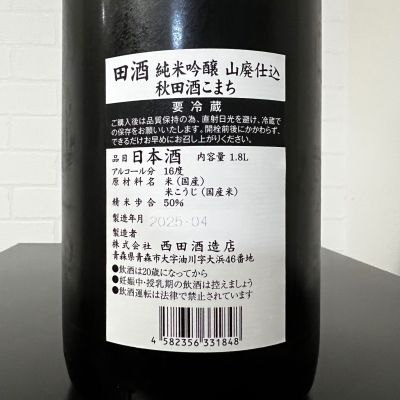 田酒 純米吟醸 山廃仕込
秋田酒こまち
要冷蔵
ご購入後は品質保持の為、直射日光を避け、冷蔵で
の保存をお願いいたします。開栓前後にかかわらず、
できるだけお早めにお召し上がりください。
品目 日本酒 内容量 1.8L
アルコール分 16度
原材料名 米(国産)
米こうじ(国産米)
精米歩合 50%
製造年月 2025-04
製造者
株式会社 西田酒造店
青森県青森市大字油川字大浜46番地
●飲酒は20歳になってから
●妊娠中・授乳期の飲酒は控えましょう
●飲酒運転は法律で禁止されています
4 582356 331848